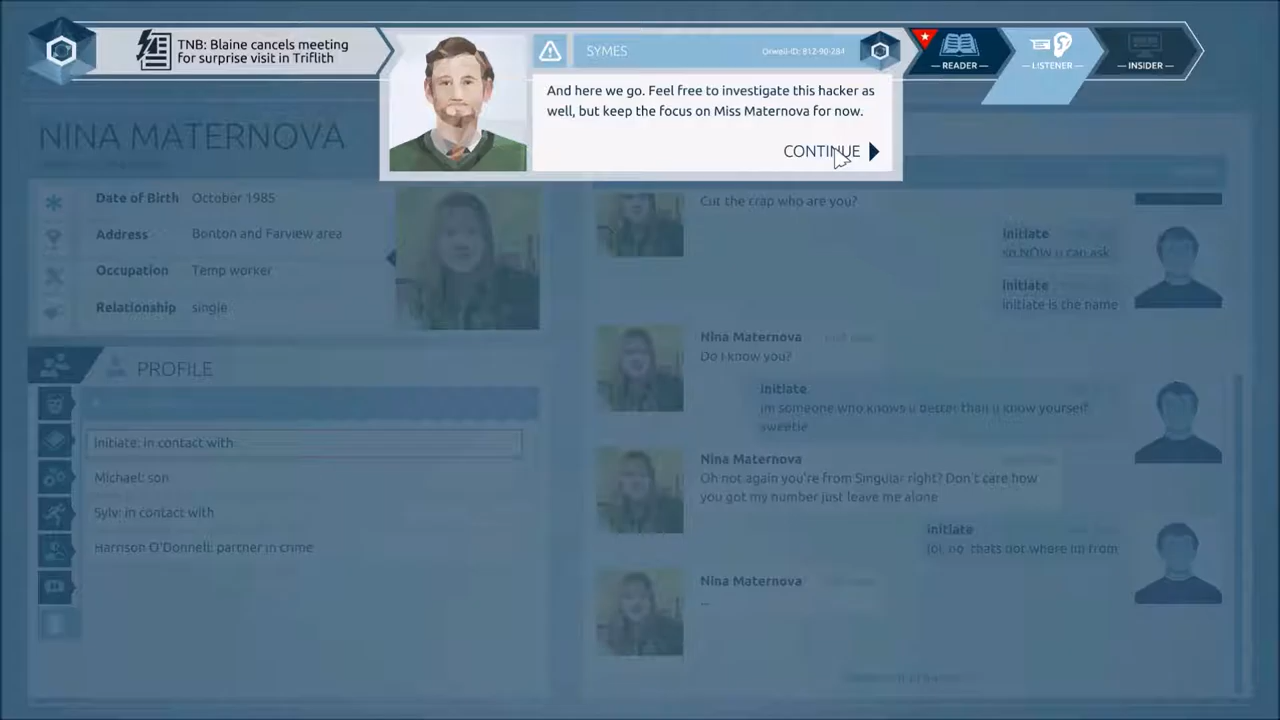 TNB: Blaine cancels meeting
for surprise visit in Triflith
SYMES
Orwell-ID: 812-90-284
And here we go. Feel free to investigate this hacker as
well, but keep the focus on Miss Maternova for now.
CONTINUE
— READER —
— LISTENER —
— INSIDER —
NINA MATERNOVA
Date of Birth October 1985
Address Bonton and Farview area
Occupation Temp worker
Relationship single
PROFILE
Initiate: in contact with
Michael: son
Sylv: in contact with
Harrison O'Donnell: partner in crime
Cut the crap who are you?
Initiate
so NOW u can ask
Initiate
initiate is the name
Nina Maternova
Do I know you?
Initiate
im someone who knows u better than u know yourself
sweetie
Nina Maternova
Oh not again you're from Singular right? Don't care how
you got my number just leave me alone
Initiate
lol, no thats not where im from
Nina Maternova
...